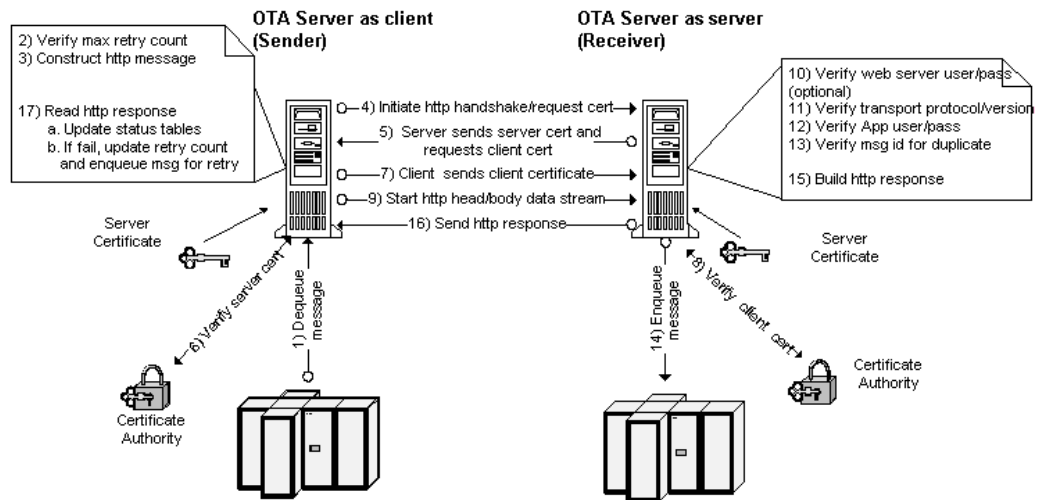 OTA Server as client
(Sender)
OTA Server as server
(Receiver)
2) Verify max retry count
3) Construct http message
17) Read http response
a. Update status tables
b. If fail, update retry count
and enqueue msg for retry
4) Initiate http handshake/request cert
5) Server sends server cert and
requests client cert
7) Client sends client certificate
9) Start http head/body data stream
16) Send http response
10) Verify web server user/pass
(optional)
11) Verify transport protocol/version
12) Verify App user/pass
13) Verify msg id for duplicate
15) Build http response
Server
Certificate
Server
Certificate
6) Verify server cert
1) Dequeue
message
14) Enqueue
message
8) Verify client cert
Certificate
Authority
Certificate
Authority